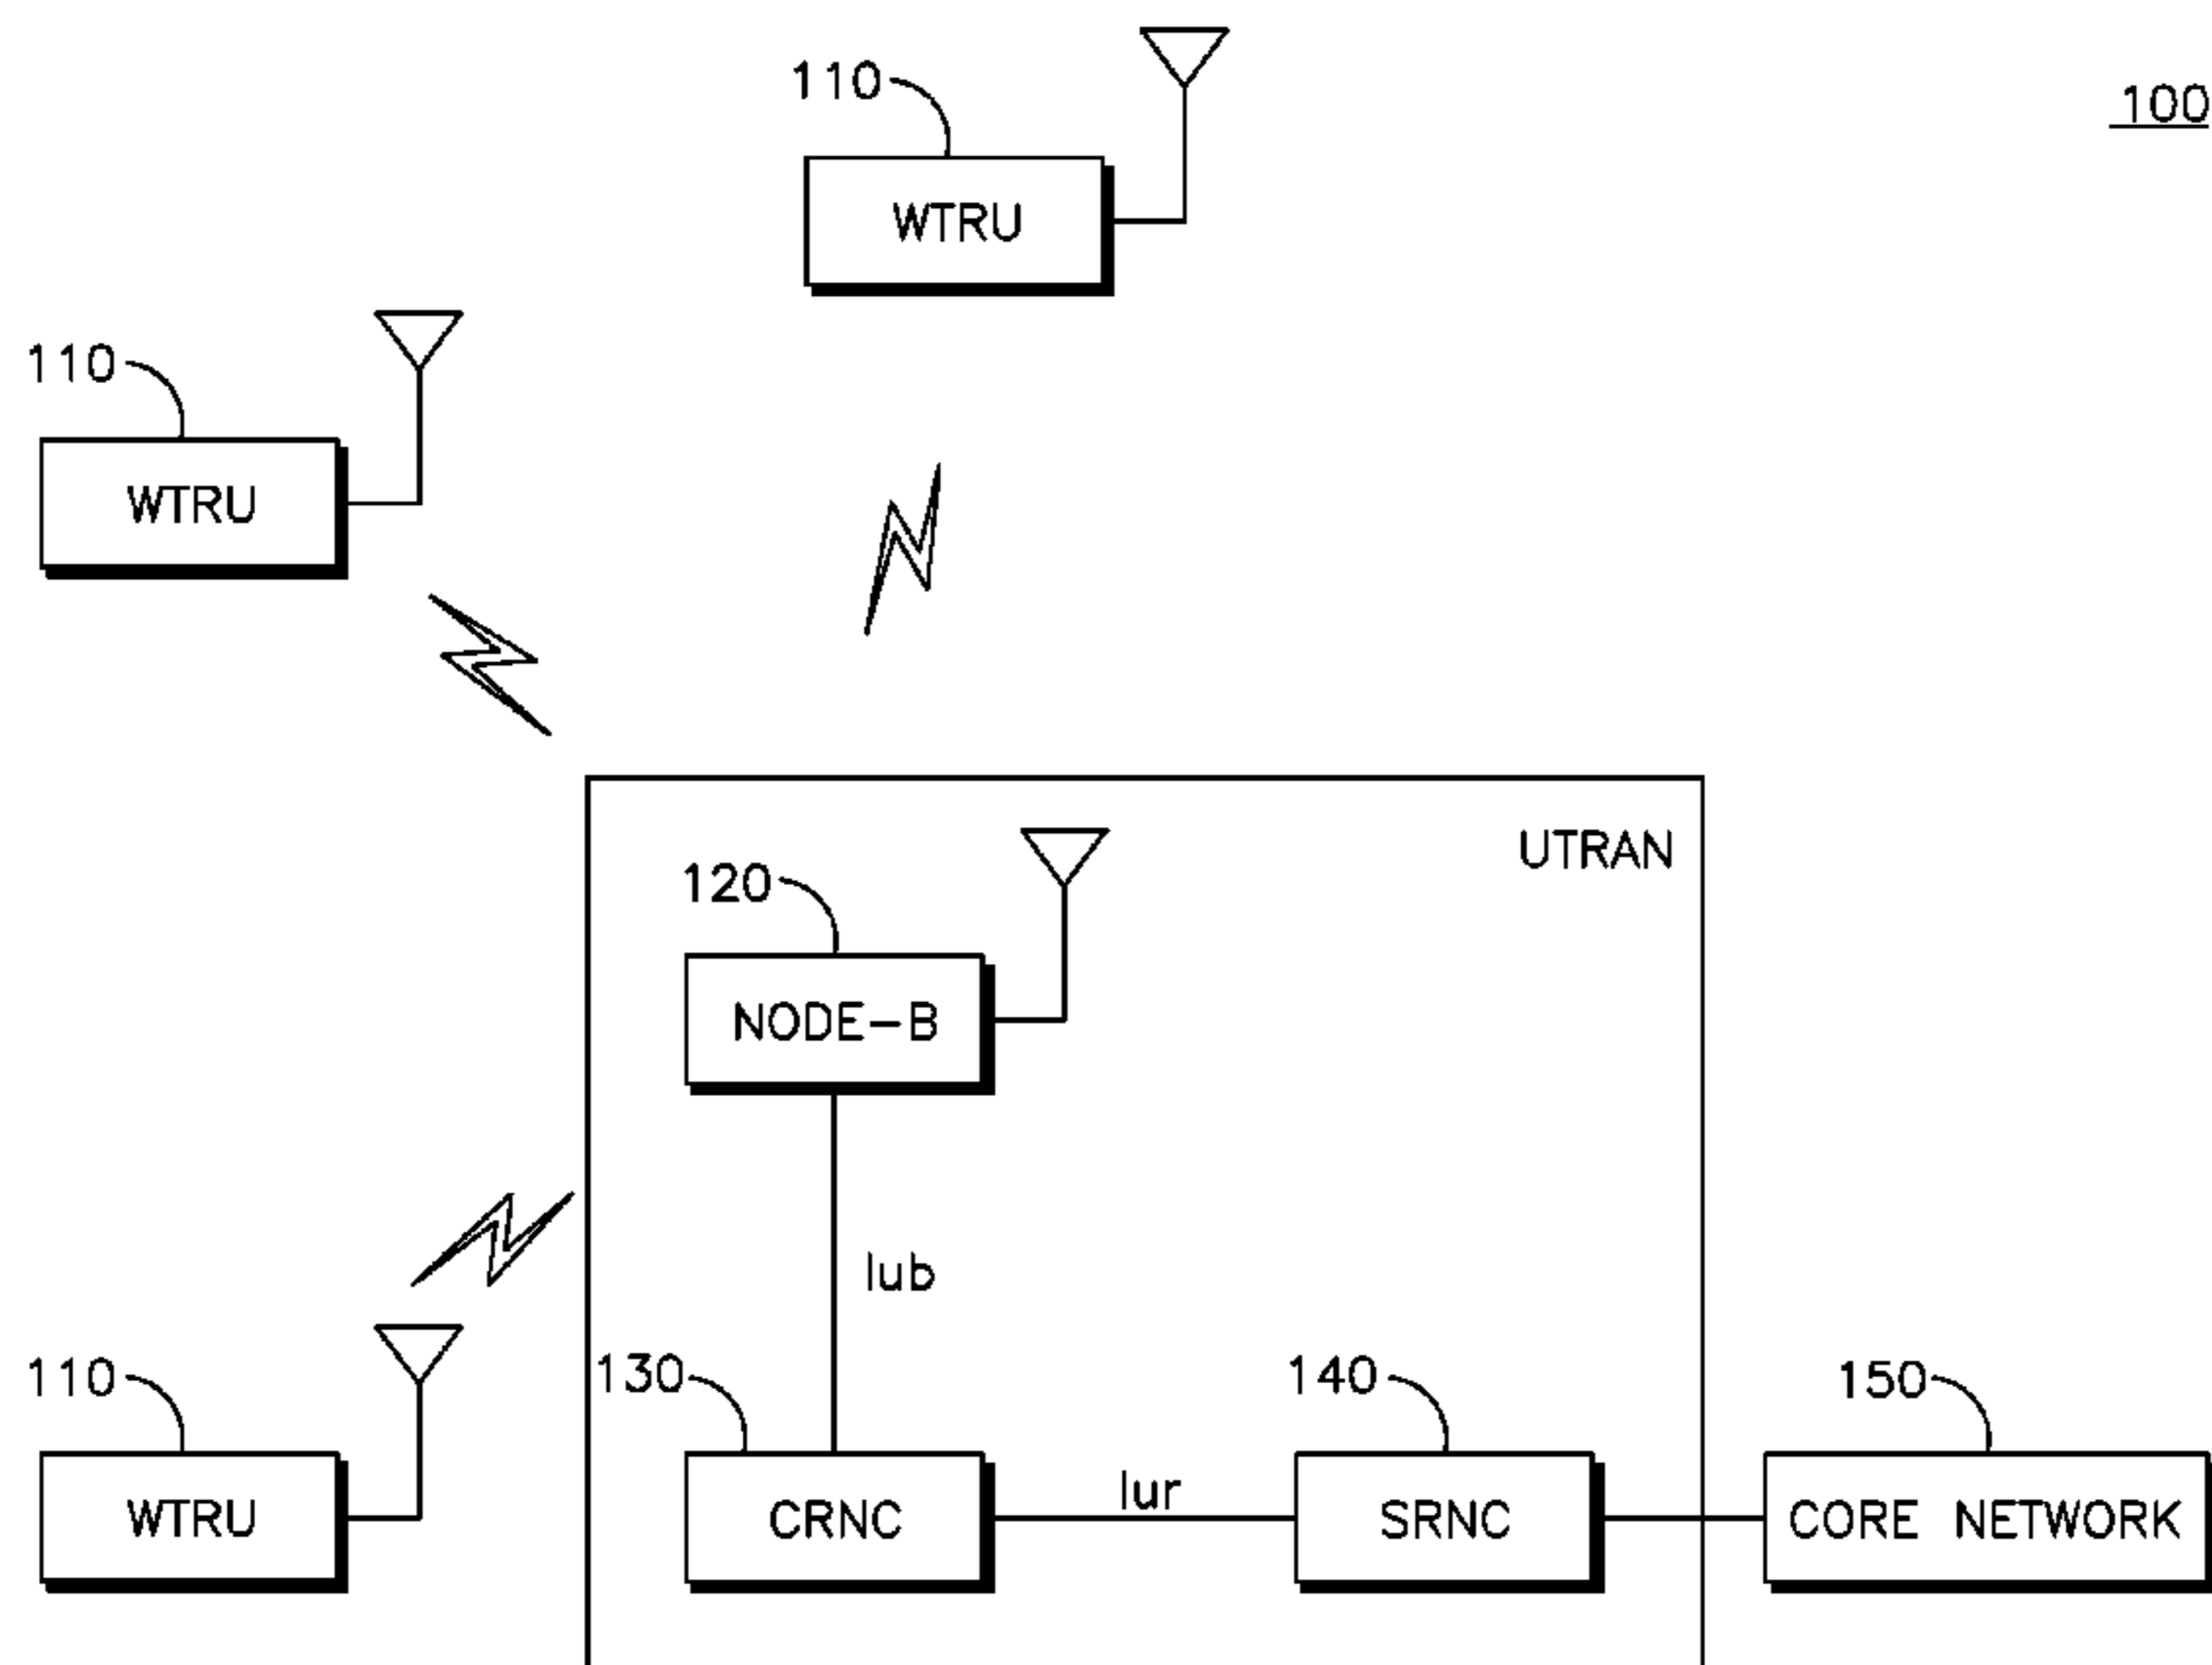 110
100
WTRU
110
WTRU
UTRAN
120
NODE-B
Iub
110
130
140
150
WTRU
CRNC
Iur
SRNC
CORE NETWORK